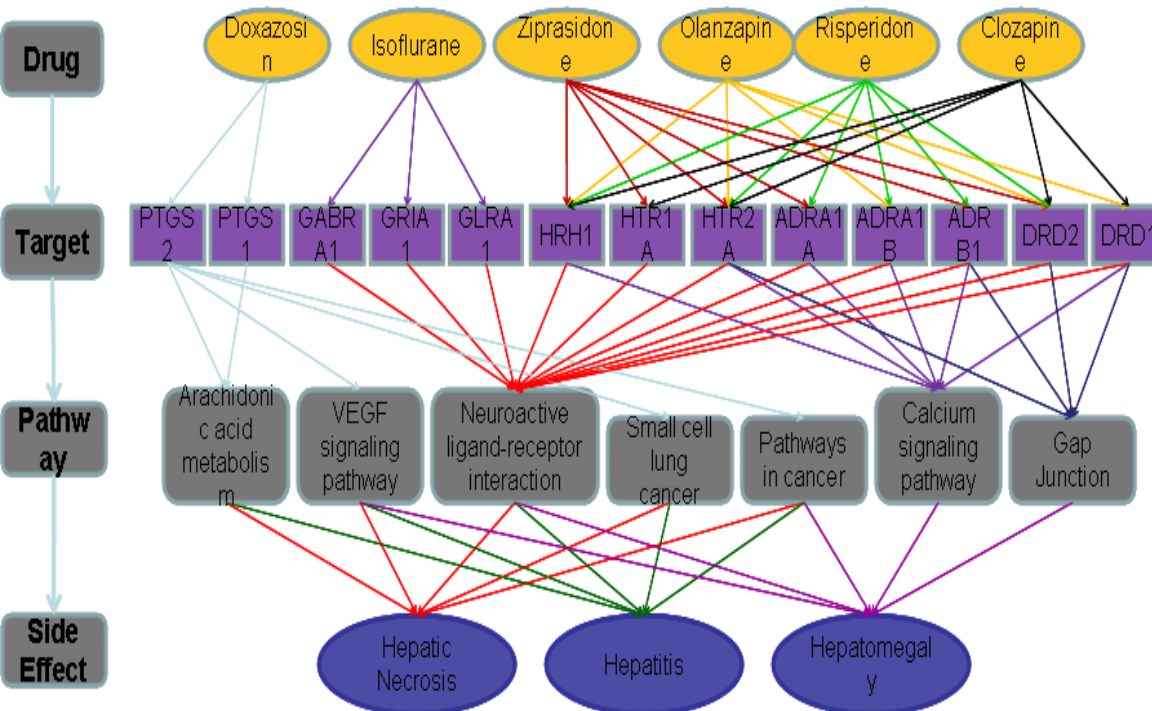 Drug
Doxazosi
n
Isoflurane
Ziprasidon
e
Olanzapin
e
Risperidon
e
Clozapin
e
Target
PTGS
2
PTGS
1
GABR
A1
GRIA
1
GLRA
1
HRH1
HTR1
A
HTR2
A
ADRA1
A
ADRA1
B
ADR
B1
DRD2
DRD1
Pathw
ay
Arachidoni
c acid
metabolis
m
VEGF
signaling
pathway
Neuroactive
ligand-receptor
interaction
Small cell
lung
cancer
Pathways
in cancer
Calcium
signaling
pathway
Gap
Junction
Side
Effect
Hepatic
Necrosis
Hepatitis
Hepatomegal
y